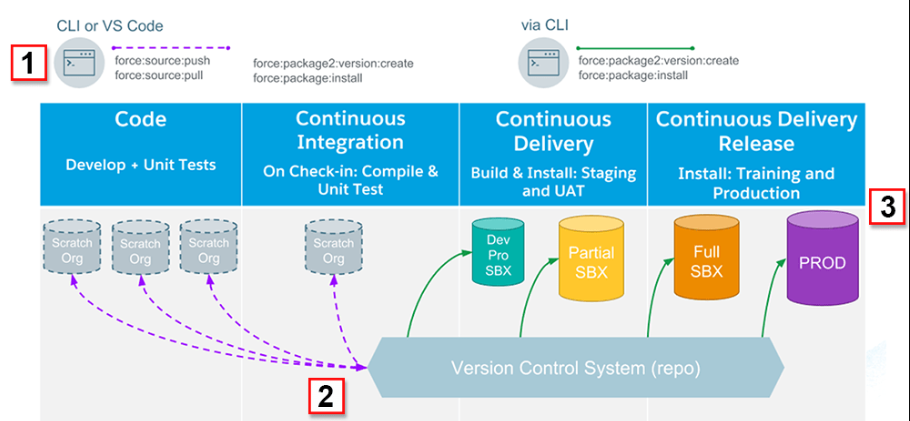 CLI or VS Code
via CLI
1
force:source:push
force:source:pull
force:package2:version:create
force:package:install
force:package2:version:create
force:package:install
Code
Develop + Unit Tests
Continuous
Integration
On Check-in: Compile &
Unit Test
Continuous
Delivery
Build & Install: Staging
and UAT
Continuous Delivery
Release
Install: Training and
Production
3
Scratch
Org
Scratch
Org
Scratch
Org
Scratch
Org
Dev
Pro
SBX
Partial
SBX
Full
SBX
PROD
Version Control System (repo)
2